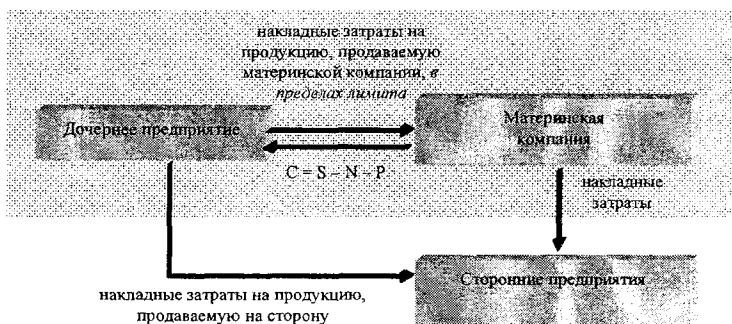 накладные затраты на
продукцию, продаваемую
материнской компании, в
пределах лимита
Дочернее предприятие
Материнская
компания
C = S – N – P
накладные
затраты
Сторонние предприятия
накладные затраты на продукцию,
продаваемую на сторону